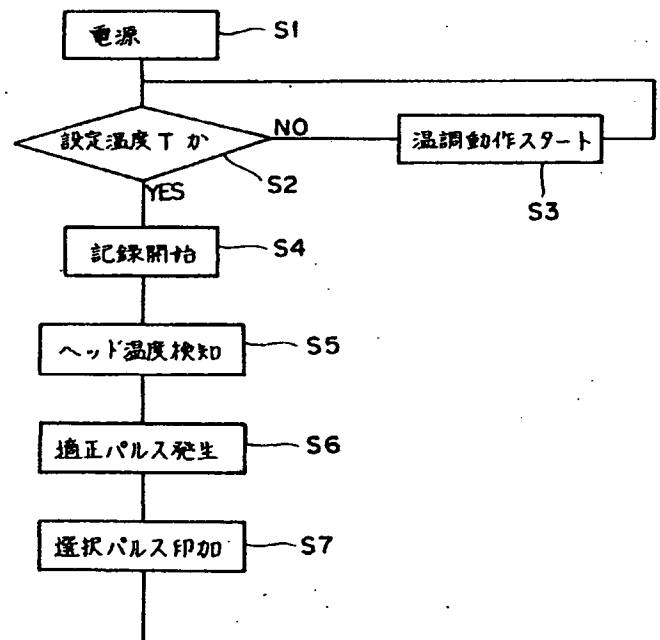 電源
S1
設定温度 T か
NO
温調動作スタート
S2
YES
S3
記録開始
S4
ヘッド温度検知
S5
適正パルス発生
S6
選択パルス印加
S7